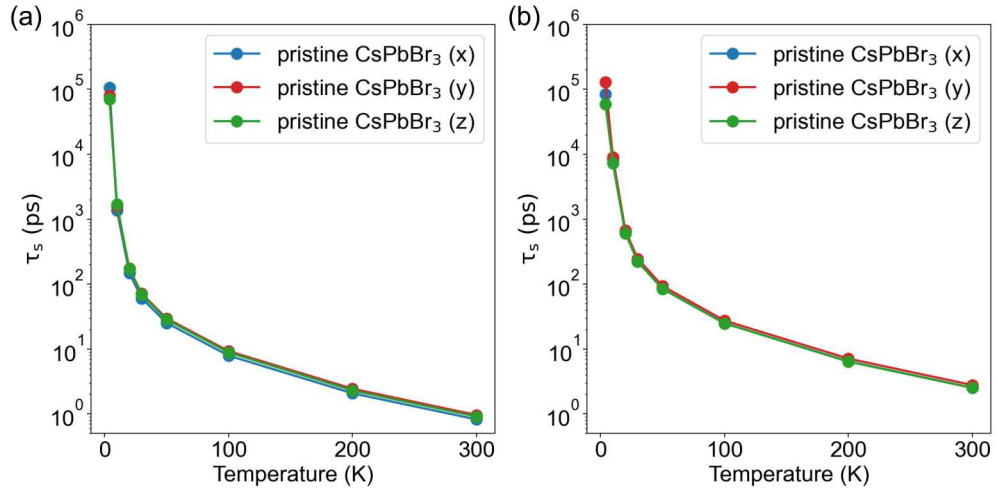 (a)
10⁶
10⁵
10⁴
10³
10²
10¹
10⁰
τₛ (ps)
pristine CsPbBr₃ (x)
pristine CsPbBr₃ (y)
pristine CsPbBr₃ (z)
0
100
200
300
Temperature (K)
(b)
10⁶
10⁵
10⁴
10³
10²
10¹
10⁰
τₛ (ps)
pristine CsPbBr₃ (x)
pristine CsPbBr₃ (y)
pristine CsPbBr₃ (z)
0
100
200
300
Temperature (K)